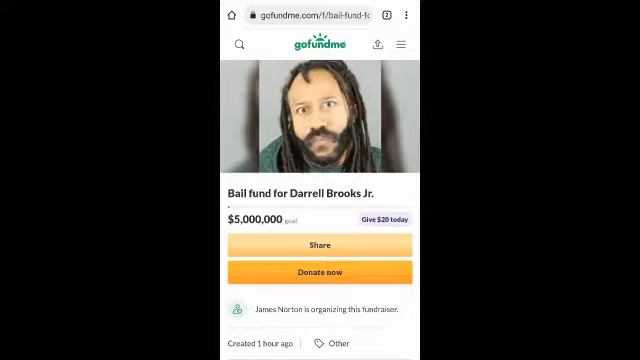 gofundme.com/f/bail-fund-fo
2
gofundme
Bail fund for Darrell Brooks Jr.
$5,000,000 goal
Give $20 today
Share
Donate now
James Norton is organizing this fundraiser.
Created 1 hour ago
Other